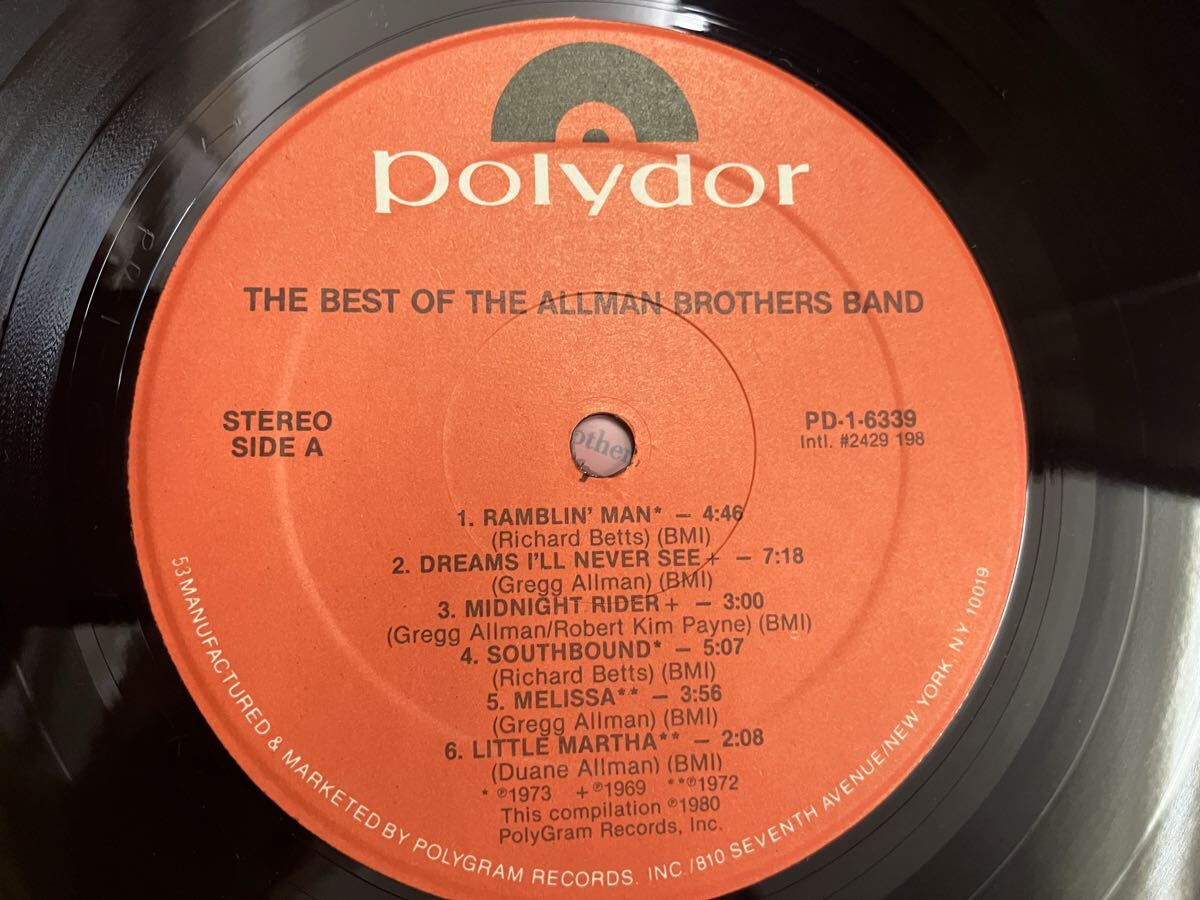 polydor
THE BEST OF THE ALLMAN BROTHERS BAND
STEREO
SIDE A
PD-1-6339
Intl. #2429 198
other
1. RAMBLIN' MAN* — 4:46
(Richard Betts) (BMI)
2. DREAMS I'LL NEVER SEE+ — 7:18
(Gregg Allman) (BMI)
3. MIDNIGHT RIDER+ — 3:00
(Gregg Allman/Robert Kim Payne) (BMI)
4. SOUTHBOUND* — 5:07
(Richard Betts) (BMI)
5. MELISSA** — 3:56
(Gregg Allman) (BMI)
6. LITTLE MARTHA** — 2:08
(Duane Allman) (BMI)
* ℗1973 + ℗1969 **℗1972
This compilation ℗1980
PolyGram Records, Inc.
53 MANUFACTURED & MARKETED BY POLYGRAM RECORDS, INC./810 SEVENTH AVENUE/NEW YORK, N.Y. 10019